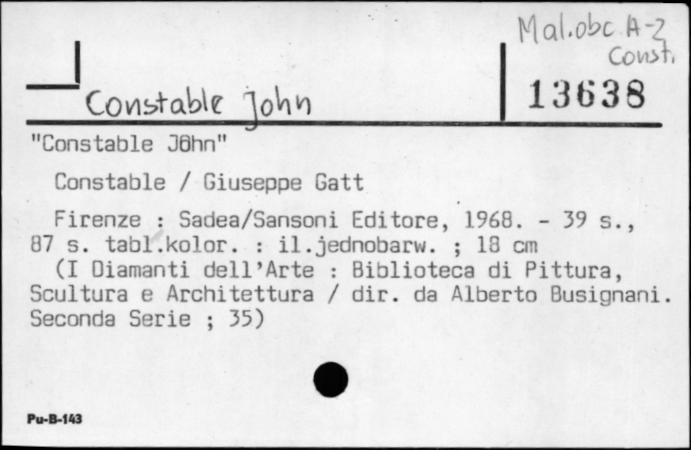 Mal.obc A-Z
Const.
Constable John
13638
"Constable John"
Constable / Giuseppe Gatt
Firenze : Sadea/Sansoni Editore, 1968. - 39 s.,
87 s. tabl.kolor. : il.jednobarw. ; 18 cm
(I Diamanti dell'Arte : Biblioteca di Pittura,
Scultura e Architettura / dir. da Alberto Busignani.
Seconda Serie ; 35)
Pu-B-143